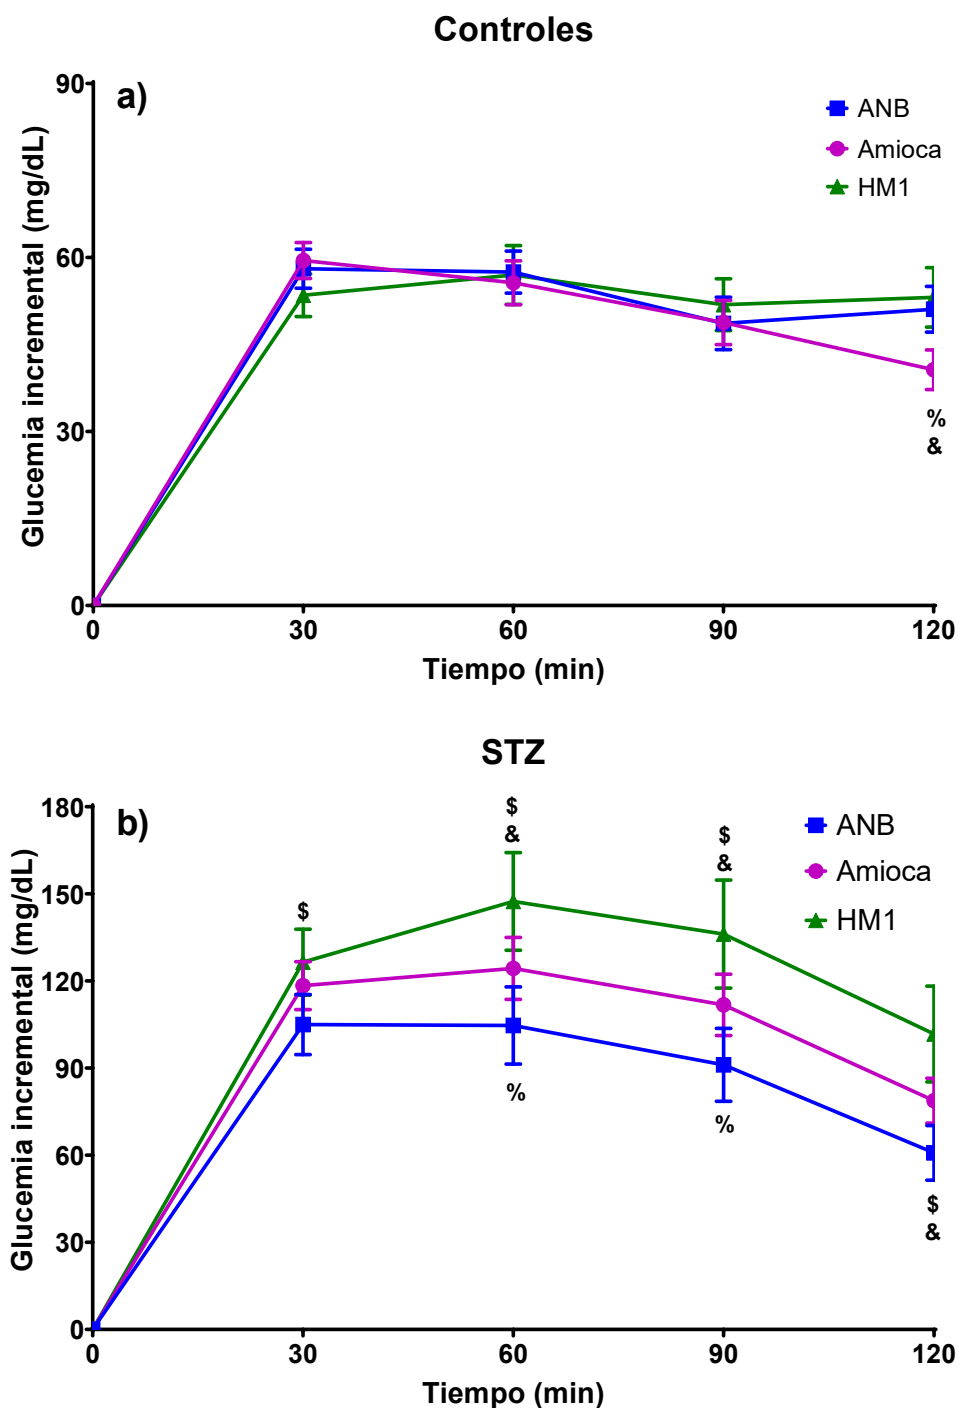 Controles
a)
ANB
Amioca
HM1
Glucemia incremental (mg/dL)
90
60
30
0
%
&
0 30 60 90 120
Tiempo (min)
STZ
b)
ANB
Amioca
HM1
Glucemia incremental (mg/dL)
180
150
120
90
60
30
0
$
$
&
$
&
%
%
$
&
0 30 60 90 120
Tiempo (min)